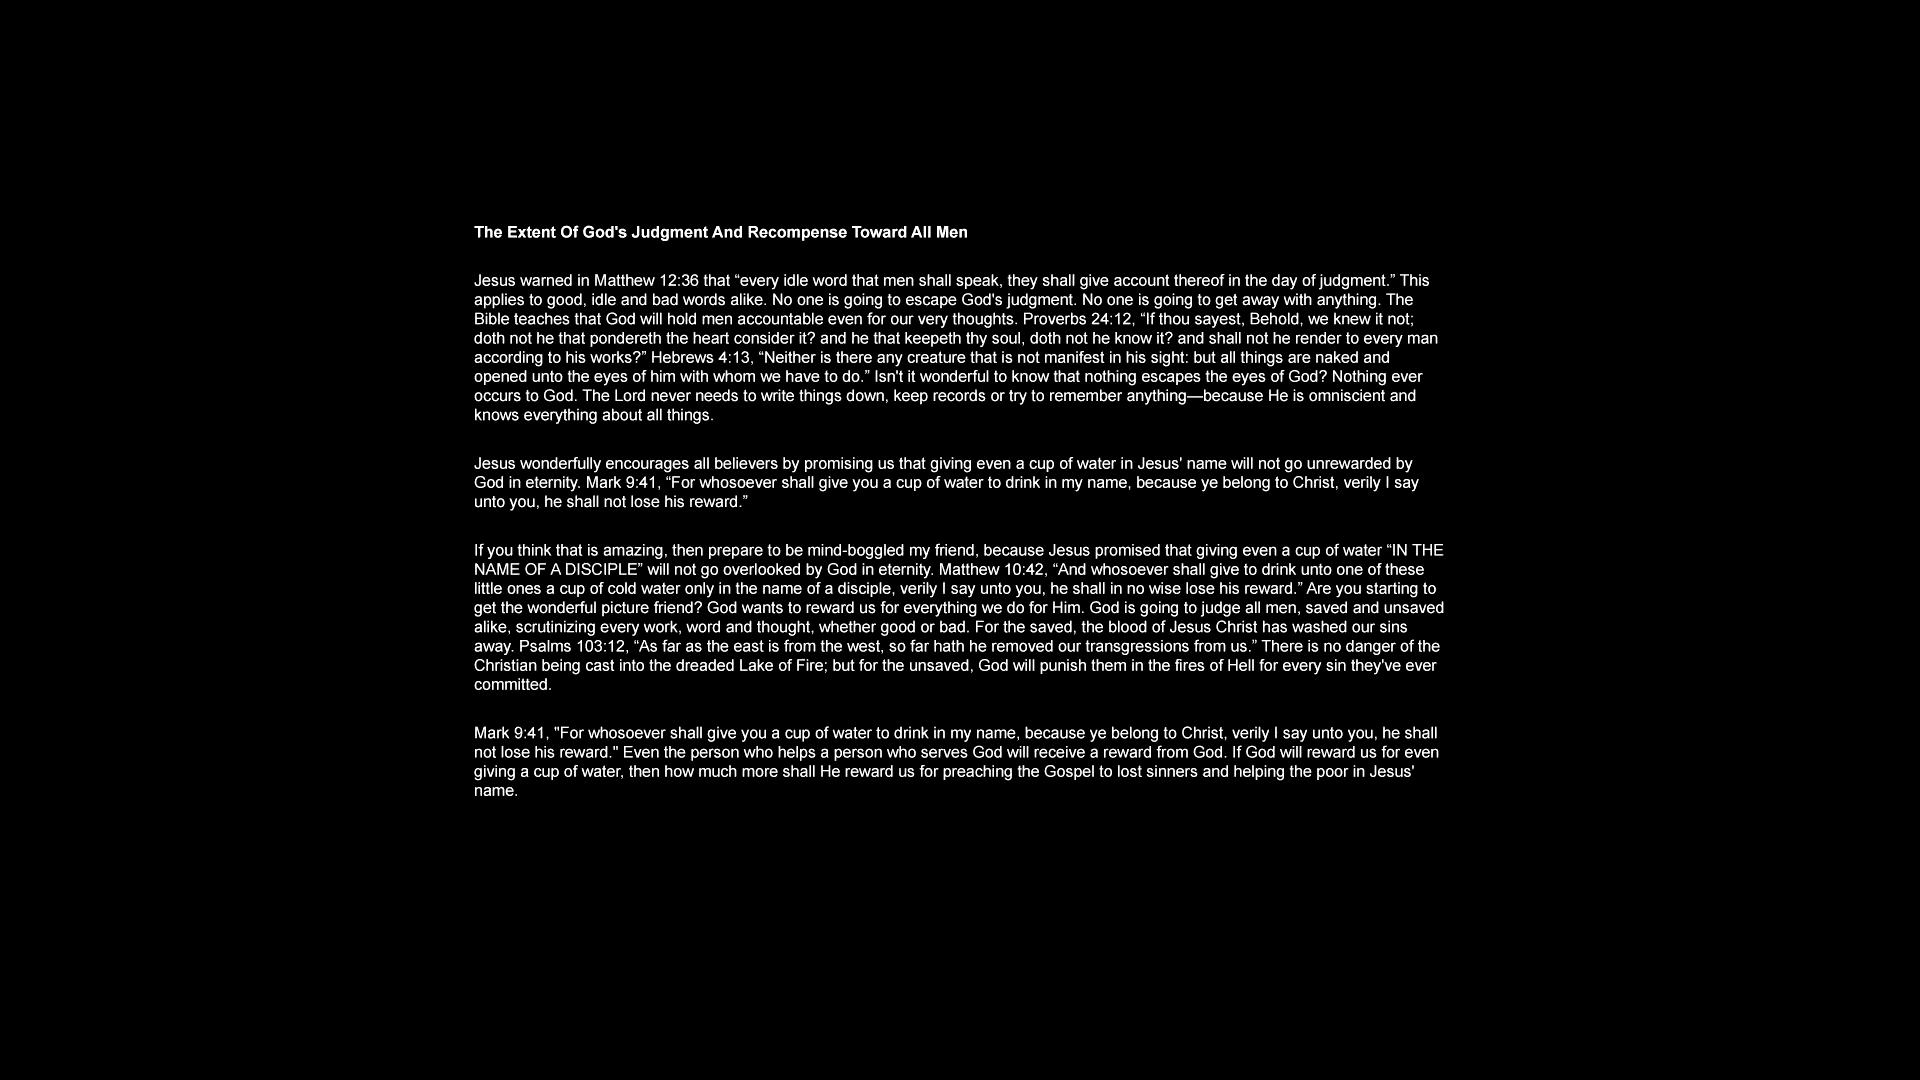 The Extent Of God's Judgment And Recompense Toward All Men
Jesus warned in Matthew 12:36 that “every idle word that men shall speak, they shall give account thereof in the day of judgment.” This
applies to good, idle and bad words alike. No one is going to escape God's judgment. No one is going to get away with anything. The
Bible teaches that God will hold men accountable even for our very thoughts. Proverbs 24:12, “If thou sayest, Behold, we knew it not;
doth not he that pondereth the heart consider it? and he that keepeth thy soul, doth not he know it? and shall not he render to every man
according to his works?” Hebrews 4:13, “Neither is there any creature that is not manifest in his sight: but all things are naked and
opened unto the eyes of him with whom we have to do.” Isn't it wonderful to know that nothing escapes the eyes of God? Nothing ever
occurs to God. The Lord never needs to write things down, keep records or try to remember anything—because He is omniscient and
knows everything about all things.
Jesus wonderfully encourages all believers by promising us that giving even a cup of water in Jesus' name will not go unrewarded by
God in eternity. Mark 9:41, “For whosoever shall give you a cup of water to drink in my name, because ye belong to Christ, verily I say
unto you, he shall not lose his reward.”
If you think that is amazing, then prepare to be mind-boggled my friend, because Jesus promised that giving even a cup of water “IN THE
NAME OF A DISCIPLE” will not go overlooked by God in eternity. Matthew 10:42, “And whosoever shall give to drink unto one of these
little ones a cup of cold water only in the name of a disciple, verily I say unto you, he shall in no wise lose his reward.” Are you starting to
get the wonderful picture friend? God wants to reward us for everything we do for Him. God is going to judge all men, saved and unsaved
alike, scrutinizing every work, word and thought, whether good or bad. For the saved, the blood of Jesus Christ has washed our sins
away. Psalms 103:12, “As far as the east is from the west, so far hath he removed our transgressions from us.” There is no danger of the
Christian being cast into the dreaded Lake of Fire; but for the unsaved, God will punish them in the fires of Hell for every sin they've ever
committed.
Mark 9:41, "For whosoever shall give you a cup of water to drink in my name, because ye belong to Christ, verily I say unto you, he shall
not lose his reward." Even the person who helps a person who serves God will receive a reward from God. If God will reward us for even
giving a cup of water, then how much more shall He reward us for preaching the Gospel to lost sinners and helping the poor in Jesus'
name.